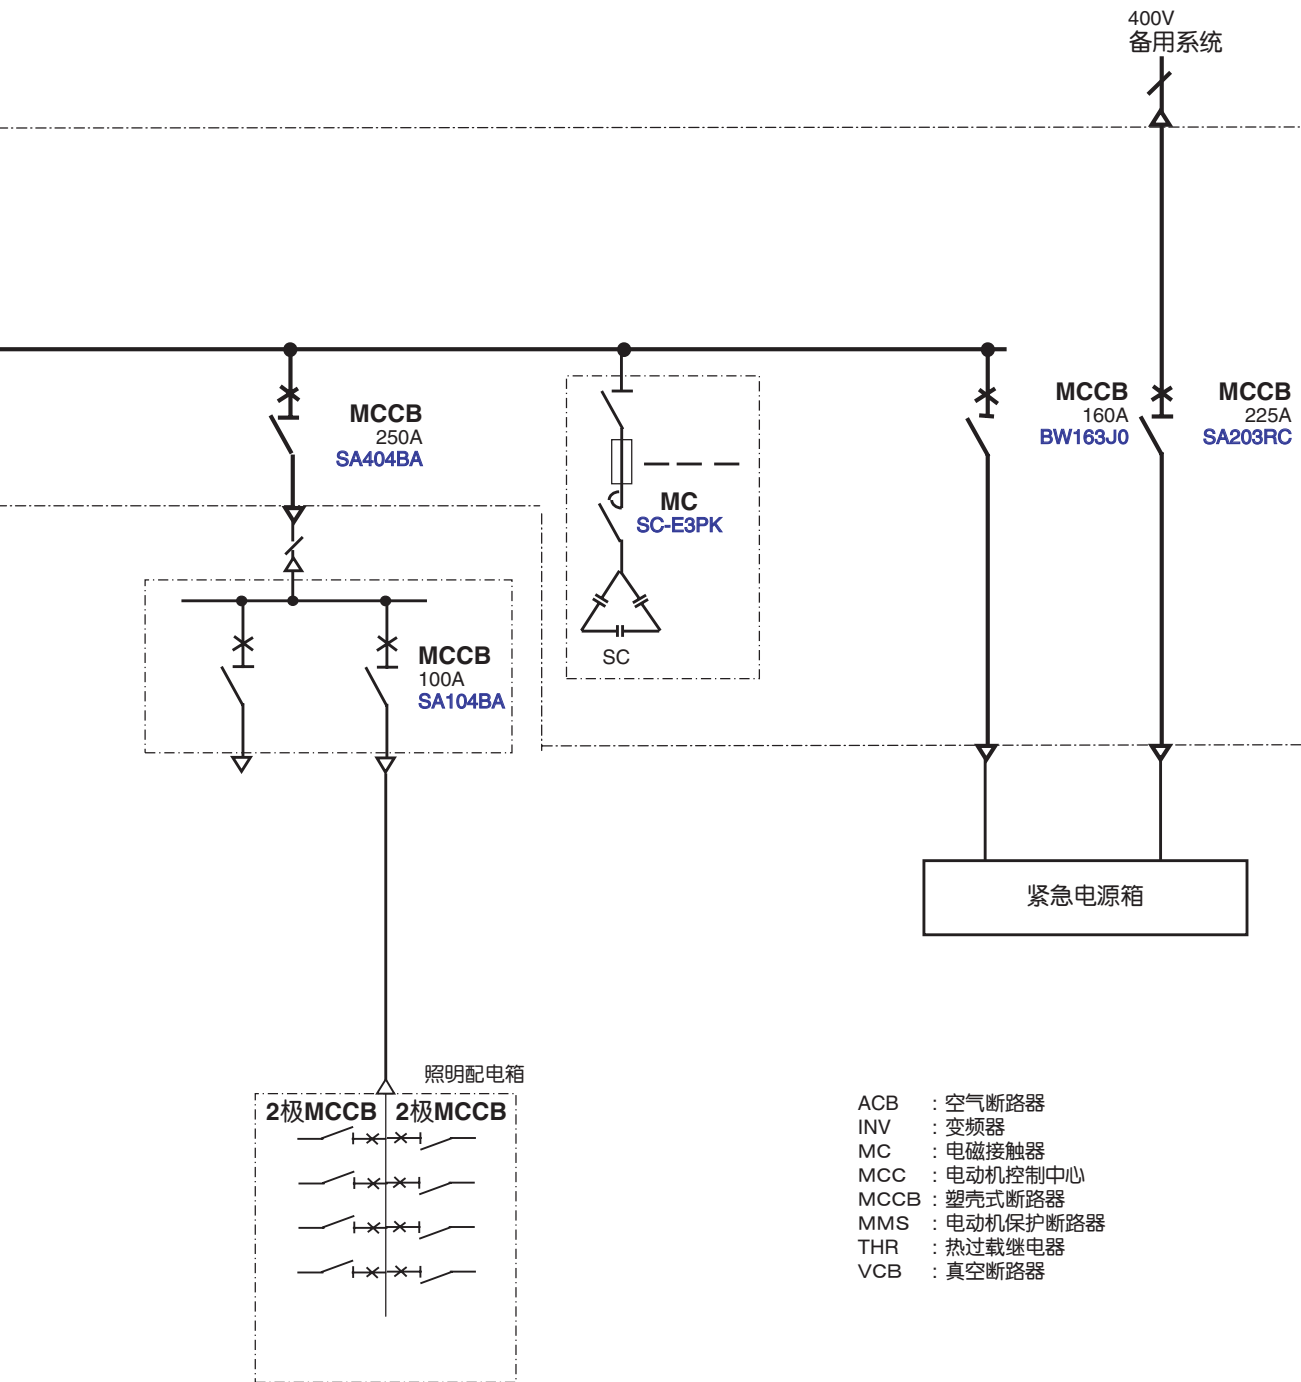 400V
备用系统
MCCB
250A
SA404BA
MCCB
160A
BW163J0
MCCB
225A
SA203RC
MC
SC-E3PK
SC
MCCB
100A
SA104BA
紧急电源箱
照明配电箱
2极MCCB 2极MCCB
ACB : 空气断路器
INV : 变频器
MC : 电磁接触器
MCC : 电动机控制中心
MCCB : 塑壳式断路器
MMS : 电动机保护断路器
THR : 热过载继电器
VCB : 真空断路器